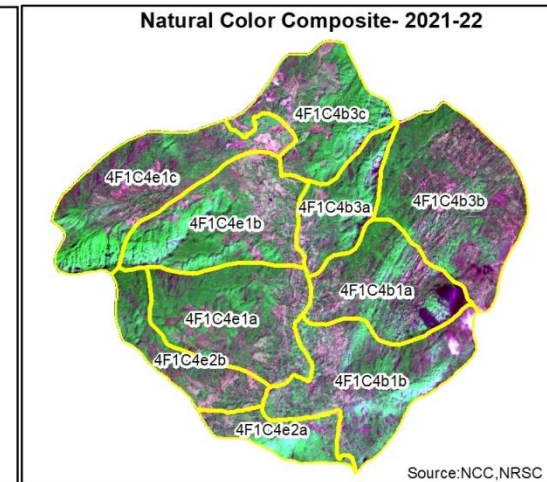 Natural Color Composite- 2021-22
4F1C4b3c
4F1C4e1c
4F1C4b3a
4F1C4b3b
4F1C4e1b
4F1C4b1a
4F1C4e1a
4F1C4e2b
4F1C4b1b
4F1C4e2a
Source:NCC,NRSC